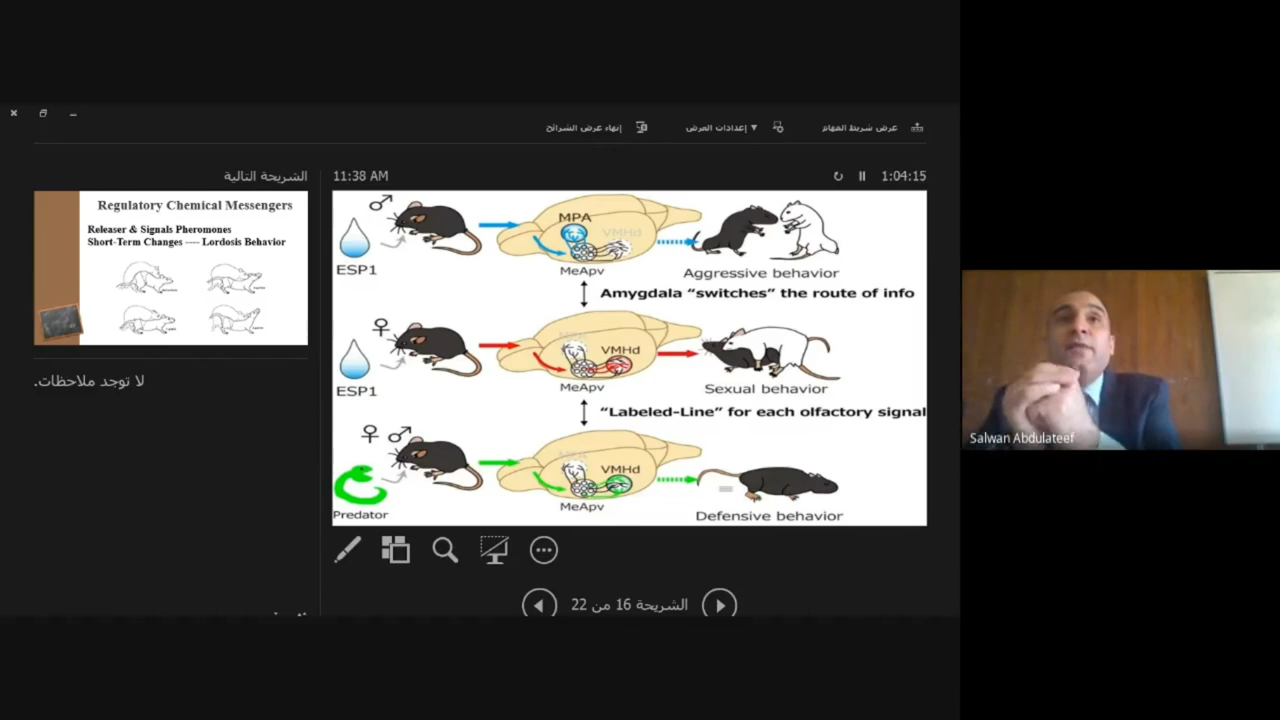 عرض شريط المهام
إعدادات العرض
إنهاء عرض الشرائح
الشريحة التالية
11:38 AM
1:04:15
Regulatory Chemical Messengers
Releaser & Signals Pheromones
Short-Term Changes ---- Lordosis Behavior
لا توجد ملاحظات.
ESP1
MPA
VMHd
MeApv
Aggressive behavior
Amygdala “switches” the route of info
ESP1
VMHd
MeApv
Sexual behavior
“Labeled-Line” for each olfactory signal
Predator
VMHd
MeApv
Defensive behavior
الشريحة 16 من 22
Salwan Abdulateef